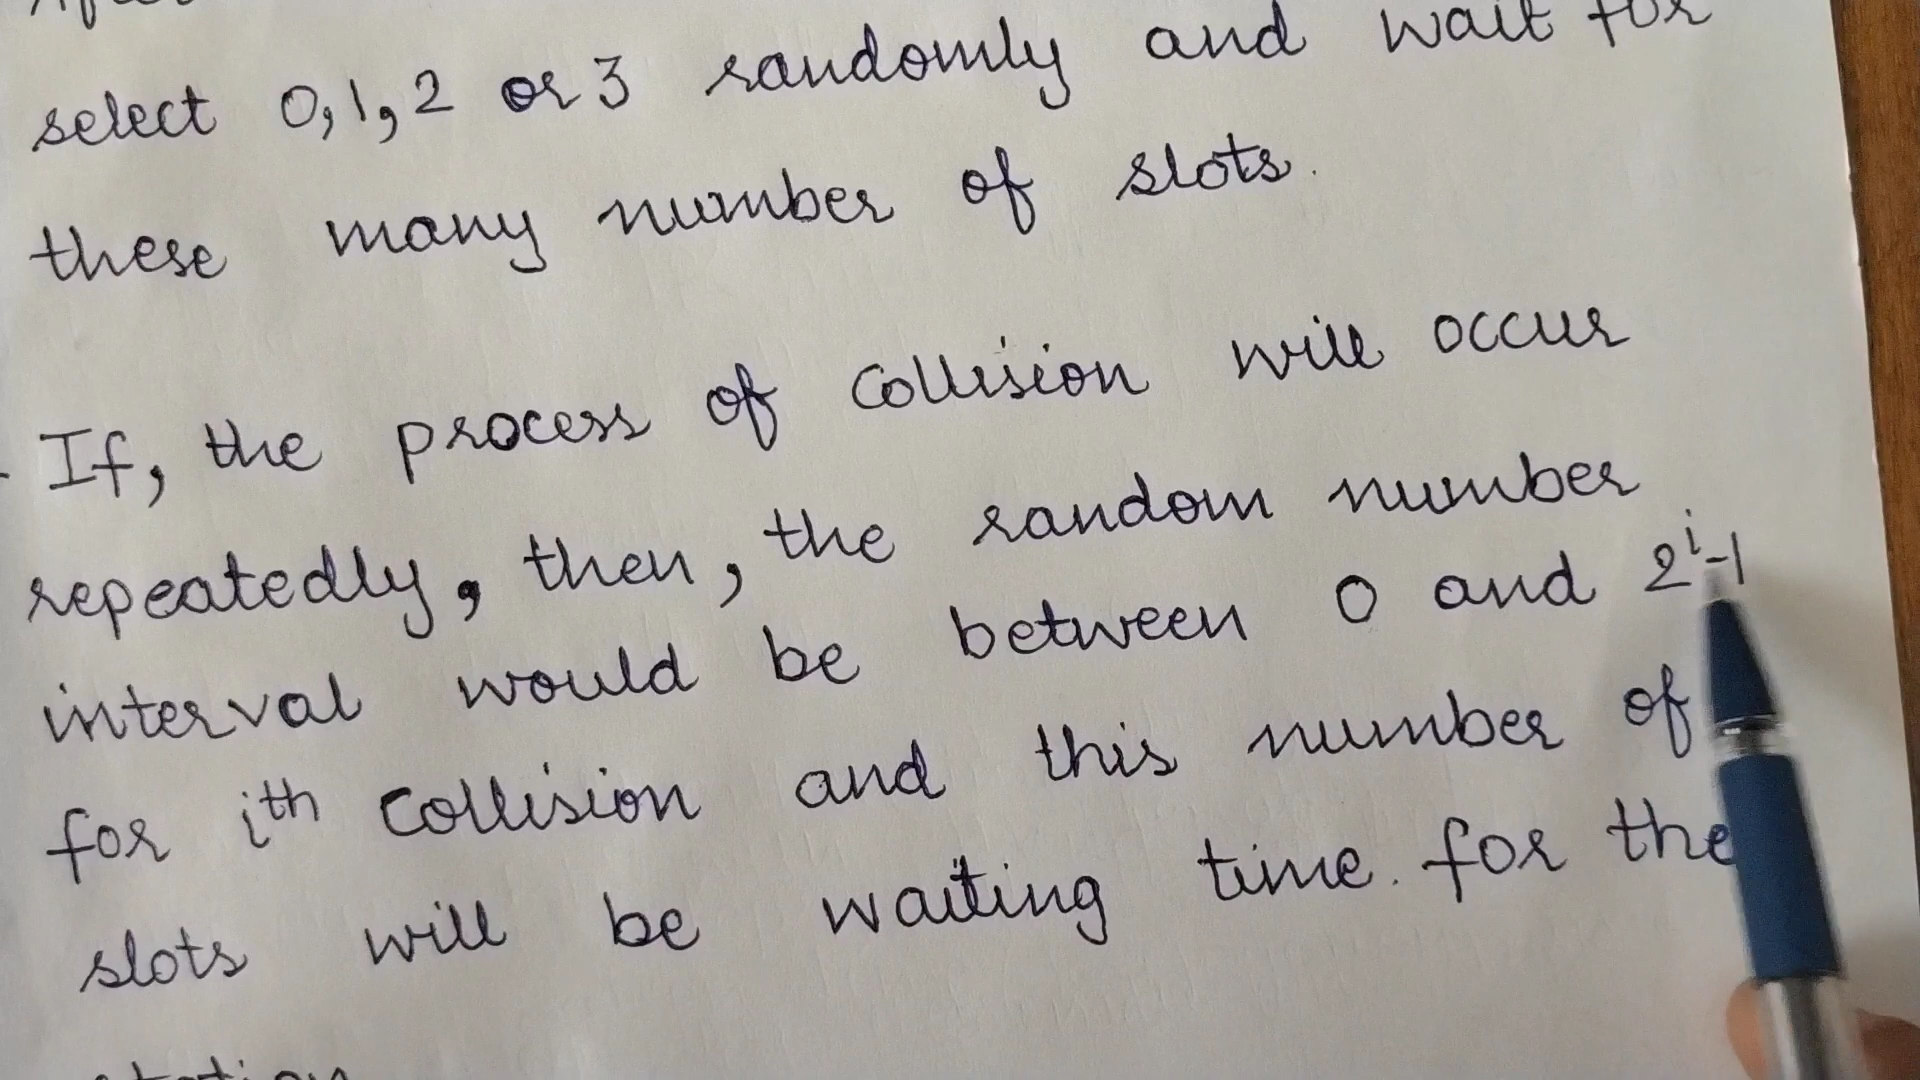 select 0,1,2 or 3 randomly and wait for
these many number of slots.
If, the process of collision will occur
repeatedly, then, the random number
interval would be between 0 and 2^i-1
for ith collision and this number of
slots will be waiting time. for the